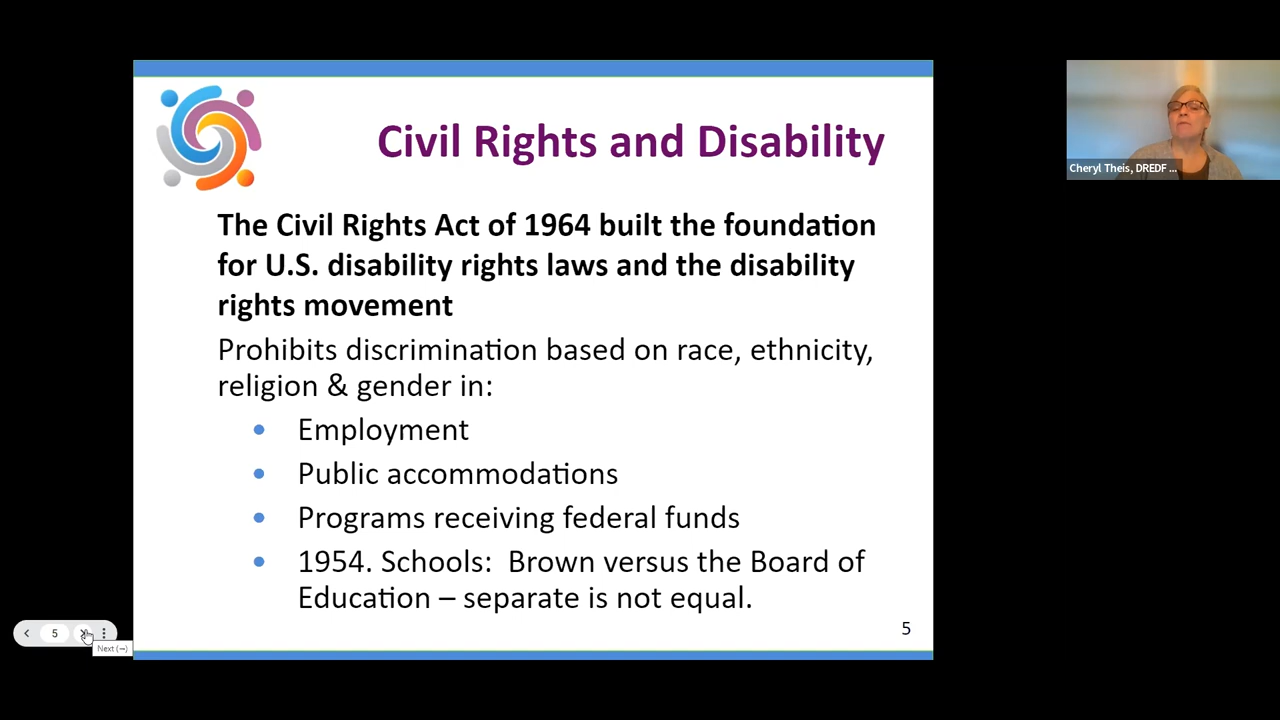 Civil Rights and Disability
The Civil Rights Act of 1964 built the foundation
for U.S. disability rights laws and the disability
rights movement
Prohibits discrimination based on race, ethnicity,
religion & gender in:
• Employment
• Public accommodations
• Programs receiving federal funds
• 1954. Schools:  Brown versus the Board of
Education – separate is not equal.
5
Cheryl Theis, DREDF ...
5
Next (→)